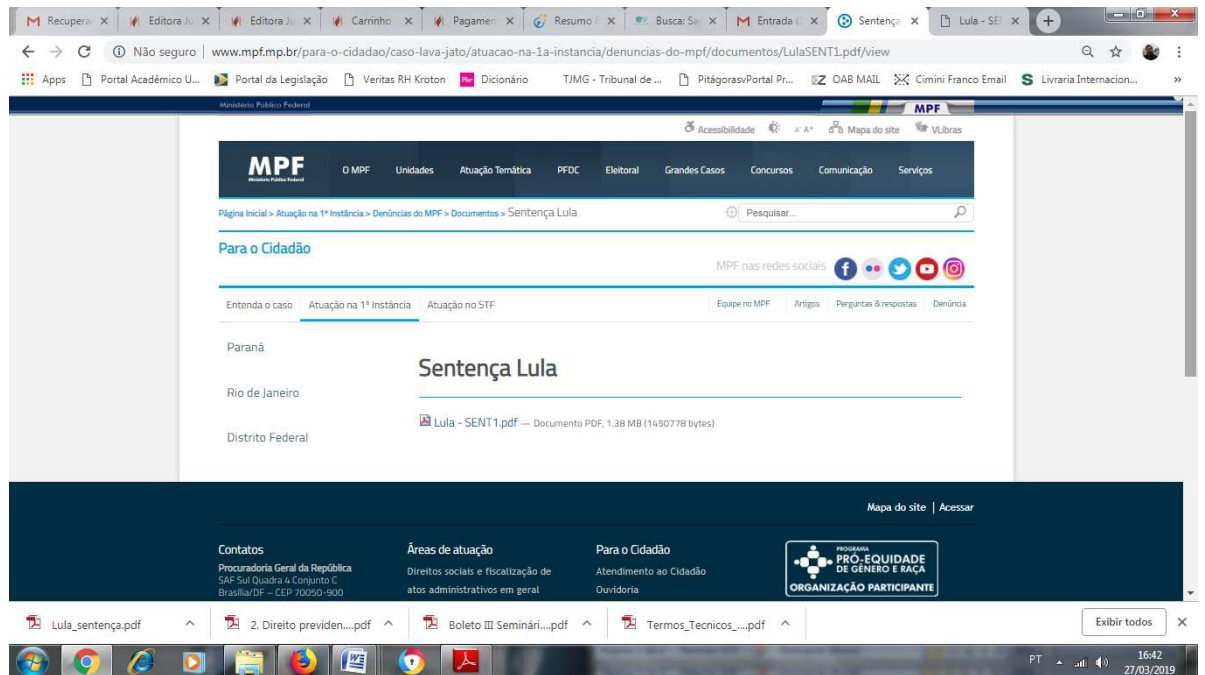 Recupera
Editora Ju
Editora Ju
Carrinho
Pagamen
Resumo
Busca: Sa
Entrada (
Sentença
Lula - SE
Não seguro | www.mpf.mp.br/para-o-cidadao/caso-lava-jato/atuacao-na-1a-instancia/denuncias-do-mpf/documentos/LulaSENT1.pdf/view
Apps Portal Acadêmico U... Portal da Legislação Veritas RH Kroton Dicionário TJMG - Tribunal de ... PitágorasvPortal Pr... OAB MAIL Cimini Franco Email Livraria Internacion... »
Ministério Público Federal
MPF
Acessibilidade A- A+ Mapa do site VLibras
MPF
Ministério Público Federal
O MPF Unidades Atuação Temática PFDC Eleitoral Grandes Casos Concursos Comunicação Serviços
Página Inicial > Atuação na 1ª Instância > Denúncias do MPF > Documentos > Sentença Lula
Pesquisar...
Para o Cidadão
MPF nas redes sociais
Entenda o caso Atuação na 1ª Instância Atuação no STF
Equipe no MPF Artigos Perguntas & respostas Denúncia
Paraná
Rio de Janeiro
Distrito Federal
Sentença Lula
Lula - SENT1.pdf — Documento PDF, 1.38 MB (1450778 bytes)
Mapa do site | Acessar
Contatos
Procuradoria Geral da República
SAF Sul Quadra 4 Conjunto C
Brasília/DF – CEP 70050-900
Áreas de atuação
Direitos sociais e fiscalização de
atos administrativos em geral
Para o Cidadão
Atendimento ao Cidadão
Ouvidoria
PROGRAMA
PRÓ-EQUIDADE
DE GÊNERO E RAÇA
ORGANIZAÇÃO PARTICIPANTE
Lula_sentença.pdf
2. Direito previden....pdf
Boleto III Seminári....pdf
Termos_Tecnicos_....pdf
Exibir todos
PT
16:42
27/03/2019